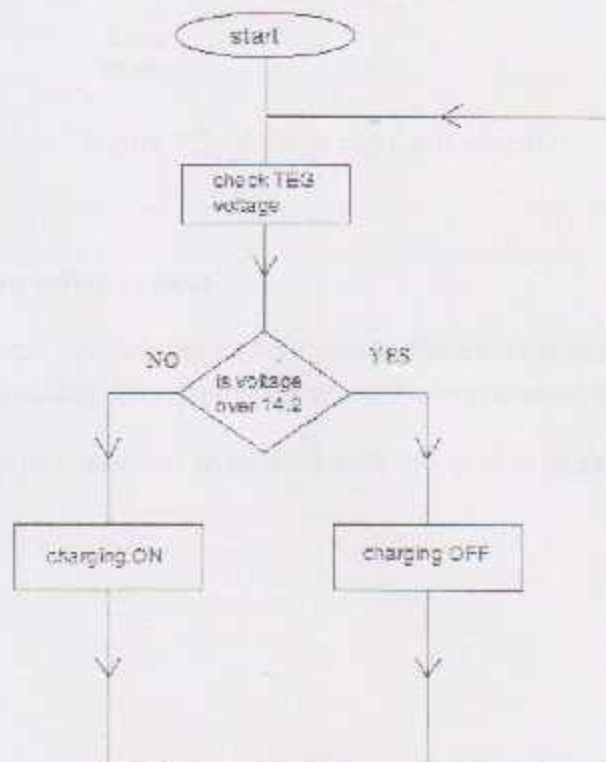 start
check TEG
voltage
NO
YES
is voltage
over 14.2
charging ON
charging OFF